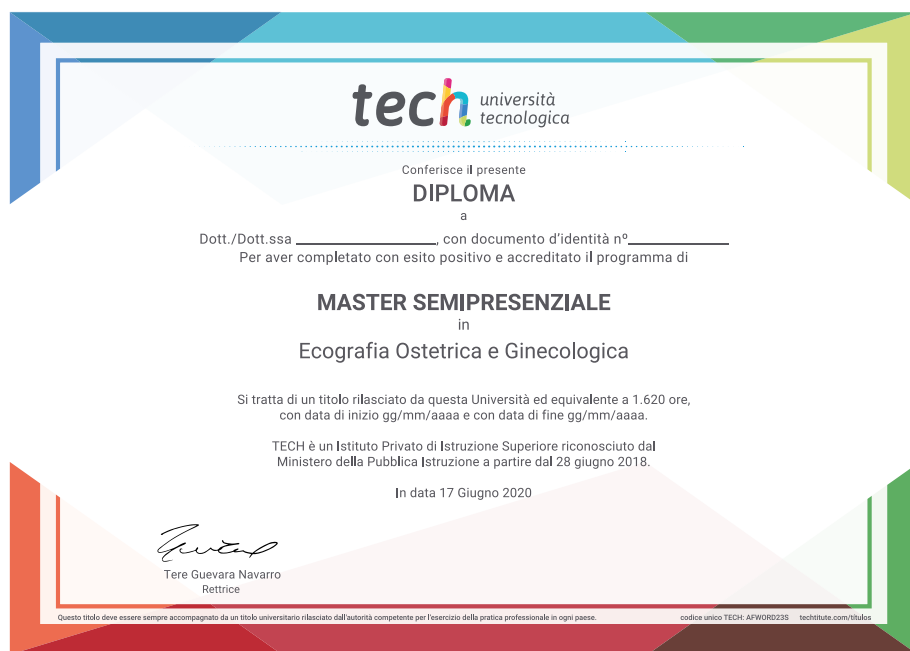 tech università
tecnologica
Conferisce il presente
DIPLOMA
a
Dott./Dott.ssa ________________, con documento d'identità nº____________
Per aver completato con esito positivo e accreditato il programma di
MASTER SEMIPRESENZIALE
in
Ecografia Ostetrica e Ginecologica
Si tratta di un titolo rilasciato da questa Università ed equivalente a 1.620 ore,
con data di inizio gg/mm/aaaa e con data di fine gg/mm/aaaa.
TECH è un Istituto Privato di Istruzione Superiore riconosciuto dal
Ministero della Pubblica Istruzione a partire dal 28 giugno 2018.
In data 17 Giugno 2020
Tere Guevara Navarro
Rettrice
Questo titolo deve essere sempre accompagnato da un titolo universitario rilasciato dall'autorità competente per l'esercizio della pratica professionale in ogni paese. codice unico TECH: AFWORD23S techtitute.com/titulos